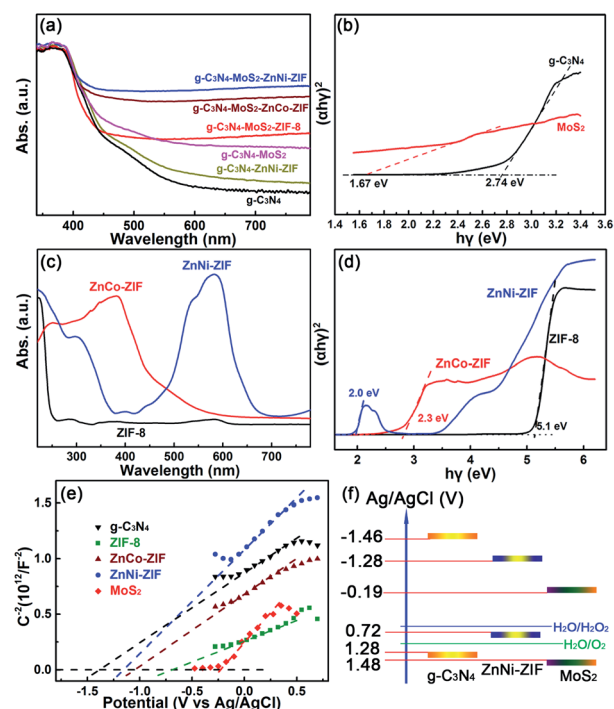 (a)
g-C₃N₄-MoS₂-ZnNi-ZIF
g-C₃N₄-MoS₂-ZnCo-ZIF
g-C₃N₄-MoS₂-ZIF-8
g-C₃N₄-MoS₂
g-C₃N₄-ZnNi-ZIF
g-C₃N₄
Abs. (a.u.)
400 500 600 700
Wavelength (nm)
(b)
g-C₃N₄
MoS₂
1.67 eV 2.74 eV
(αhγ)²
1.4 1.6 1.8 2.0 2.2 2.4 2.6 2.8 3.0 3.2 3.4 3.6
hγ (eV)
(c)
ZnNi-ZIF
ZnCo-ZIF
ZIF-8
Abs. (a.u.)
300 400 500 600 700
Wavelength (nm)
(d)
ZnNi-ZIF
ZIF-8
ZnCo-ZIF
2.0 eV
2.3 eV
5.1 eV
(αhγ)²
2 3 4 5 6
hγ (eV)
(e)
g-C₃N₄
ZIF-8
ZnCo-ZIF
ZnNi-ZIF
MoS₂
C⁻²(10¹²/F⁻²)
1.5
1.0
0.5
0.0
-2.0 -1.5 -1.0 -0.5 0.0 0.5
Potential (V vs Ag/AgCl)
(f)
Ag/AgCl (V)
-1.46
-1.28
-0.19
H₂O/H₂O₂
0.72
H₂O/O₂
1.28
1.48
g-C₃N₄ ZnNi-ZIF MoS₂